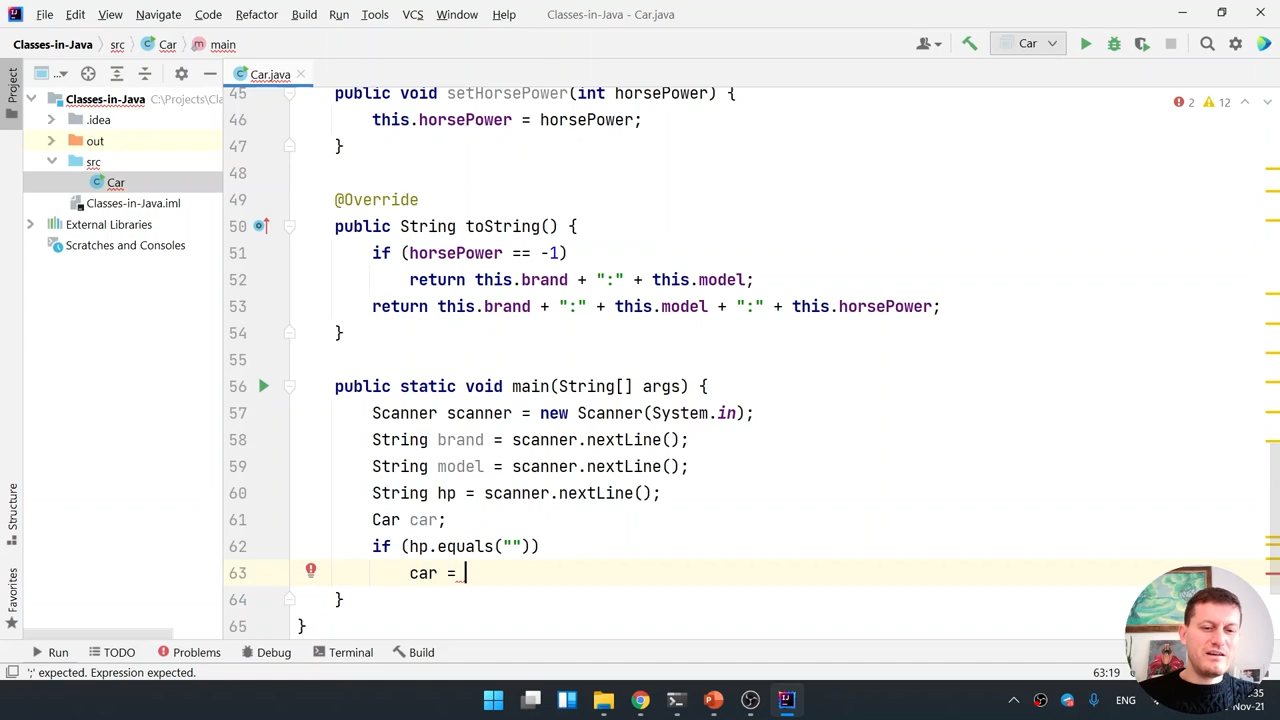 File Edit View Navigate Code Refactor Build Run Tools VCS Window Help Classes-in-Java - Car.java
Classes-in-Java src Car main Car
Project ... Car.java
Classes-in-Java C:\Projects\Cla
.idea
out
src
Car
Classes-in-Java.iml
External Libraries
Scratches and Consoles
2 12
45 public void setHorsePower(int horsePower) {
46 this.horsePower = horsePower;
47 }
48
49 @Override
50 public String toString() {
51 if (horsePower == -1)
52 return this.brand + ":" + this.model;
53 return this.brand + ":" + this.model + ":" + this.horsePower;
54 }
55
56 public static void main(String[] args) {
57 Scanner scanner = new Scanner(System.in);
58 String brand = scanner.nextLine();
59 String model = scanner.nextLine();
60 String hp = scanner.nextLine();
61 Car car;
62 if (hp.equals(""))
63 car =
64 }
65 }
Structure
Favorites
Run TODO Problems Debug Terminal Build
';' expected. Expression expected. 63:19
ENG